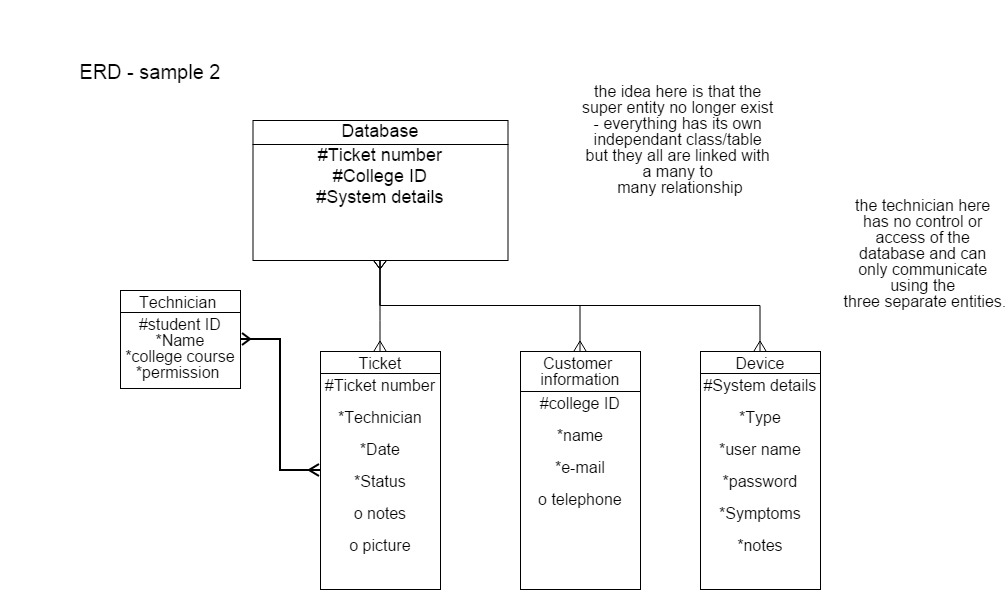 ERD - sample 2
the idea here is that the
super entity no longer exist
- everything has its own
independant class/table
but they all are linked with
a many to
many relationship
Database
#Ticket number
#College ID
#System details
the technician here
has no control or
access of the
database and can
only communicate
using the
three separate entities.
Technician
#student ID
*Name
*college course
*permission
Ticket
#Ticket number
*Technician
*Date
*Status
o notes
o picture
Customer
information
#college ID
*name
*e-mail
o telephone
Device
#System details
*Type
*user name
*password
*Symptoms
*notes